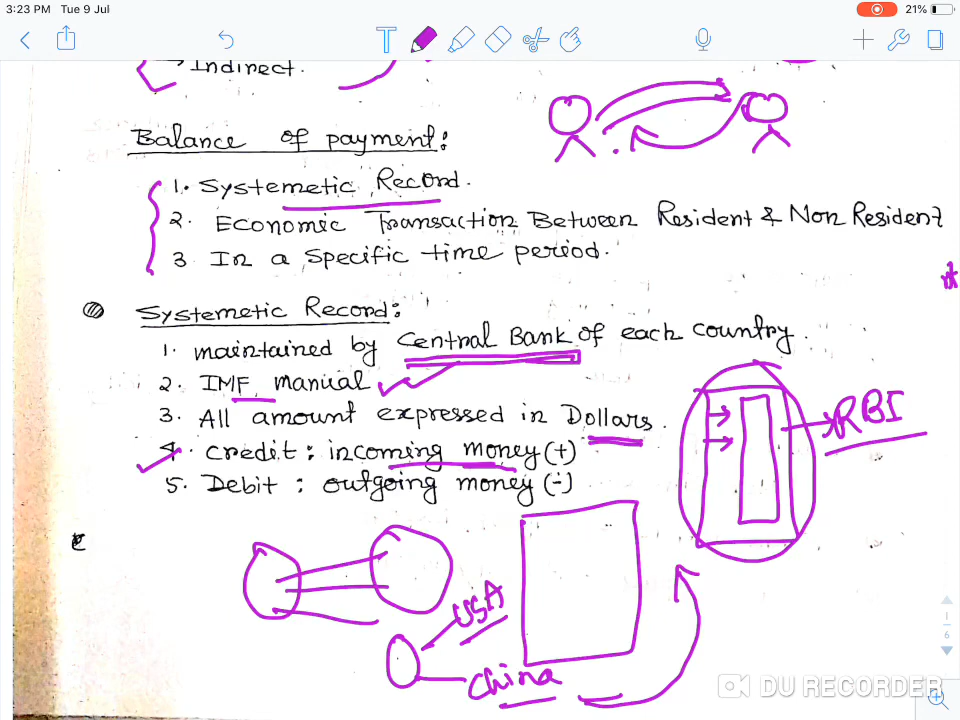 3:23 PM Tue 9 Jul
21%
T
Indirect.
Balance of payment:
1. Systemetic Record.
2. Economic Transaction Between Resident & Non Resident
3 In a specific time period.
Systemetic Record:
1. maintained by Central Bank of each country.
2. IMF manual
3. All amount expressed in Dollars.
4. credit: incoming money (+)
5. Debit: outgoing money (-)
RBI
USA
China
1
6
DU RECORDER